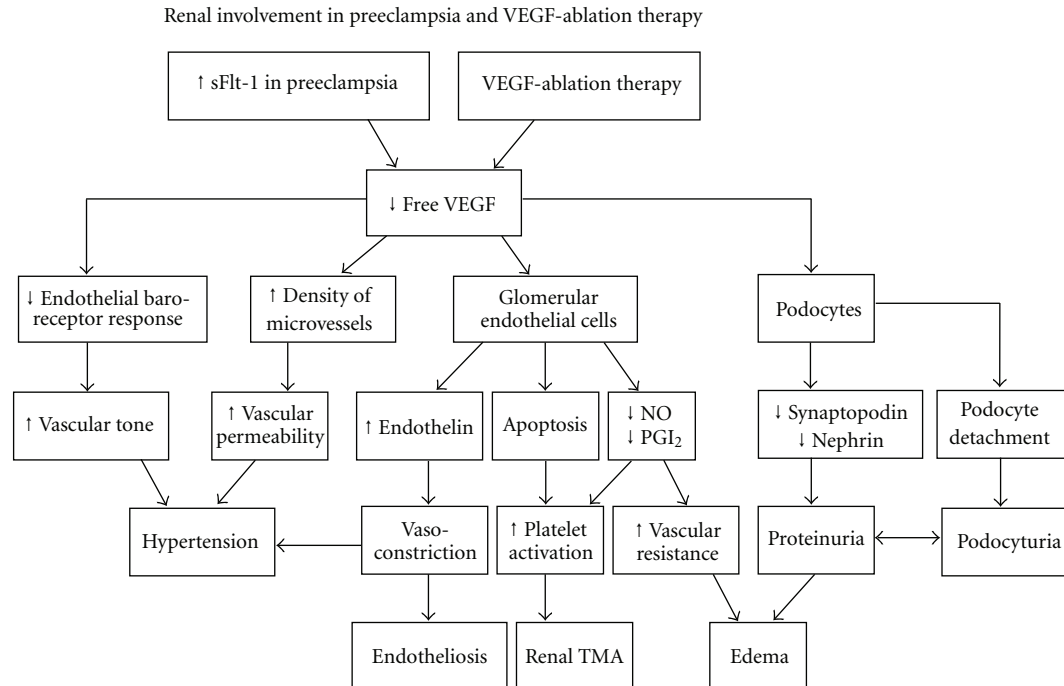 Renal involvement in preeclampsia and VEGF-ablation therapy
↑ sFlt-1 in preeclampsia
VEGF-ablation therapy
↓ Free VEGF
↓ Endothelial baro-
receptor response
↑ Density of
microvessels
Glomerular
endothelial cells
Podocytes
↑ Vascular tone
↑ Vascular
permeability
↑ Endothelin
Apoptosis
↓ NO
↓ PGI₂
↓ Synaptopodin
↓ Nephrin
Podocyte
detachment
Hypertension
Vaso-
constriction
↑ Platelet
activation
↑ Vascular
resistance
Proteinuria
Podocyturia
Endotheliosis
Renal TMA
Edema